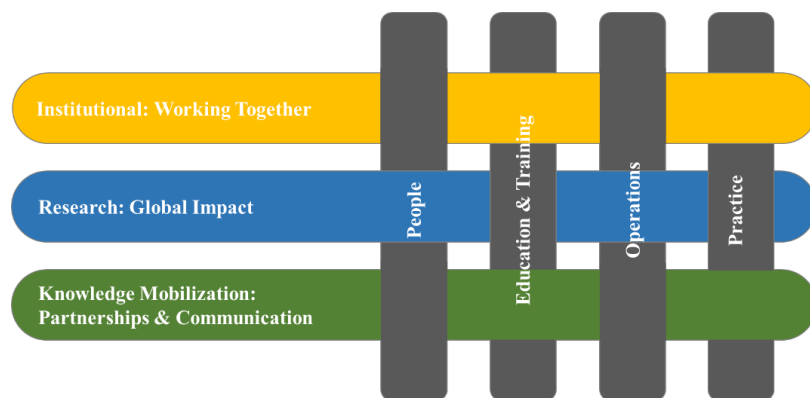 Institutional: Working Together
Research: Global Impact
Knowledge Mobilization:
Partnerships & Communication
People
Education & Training
Operations
Practice